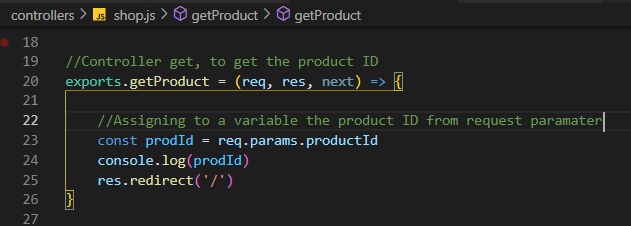 controllers > JS shop.js > getProduct > getProduct
18
19 //Controller get, to get the product ID
20 exports.getProduct = (req, res, next) => {
21
22 //Assigning to a variable the product ID from request paramater
23 const prodId = req.params.productId
24 console.log(prodId)
25 res.redirect('/')
26 }
27